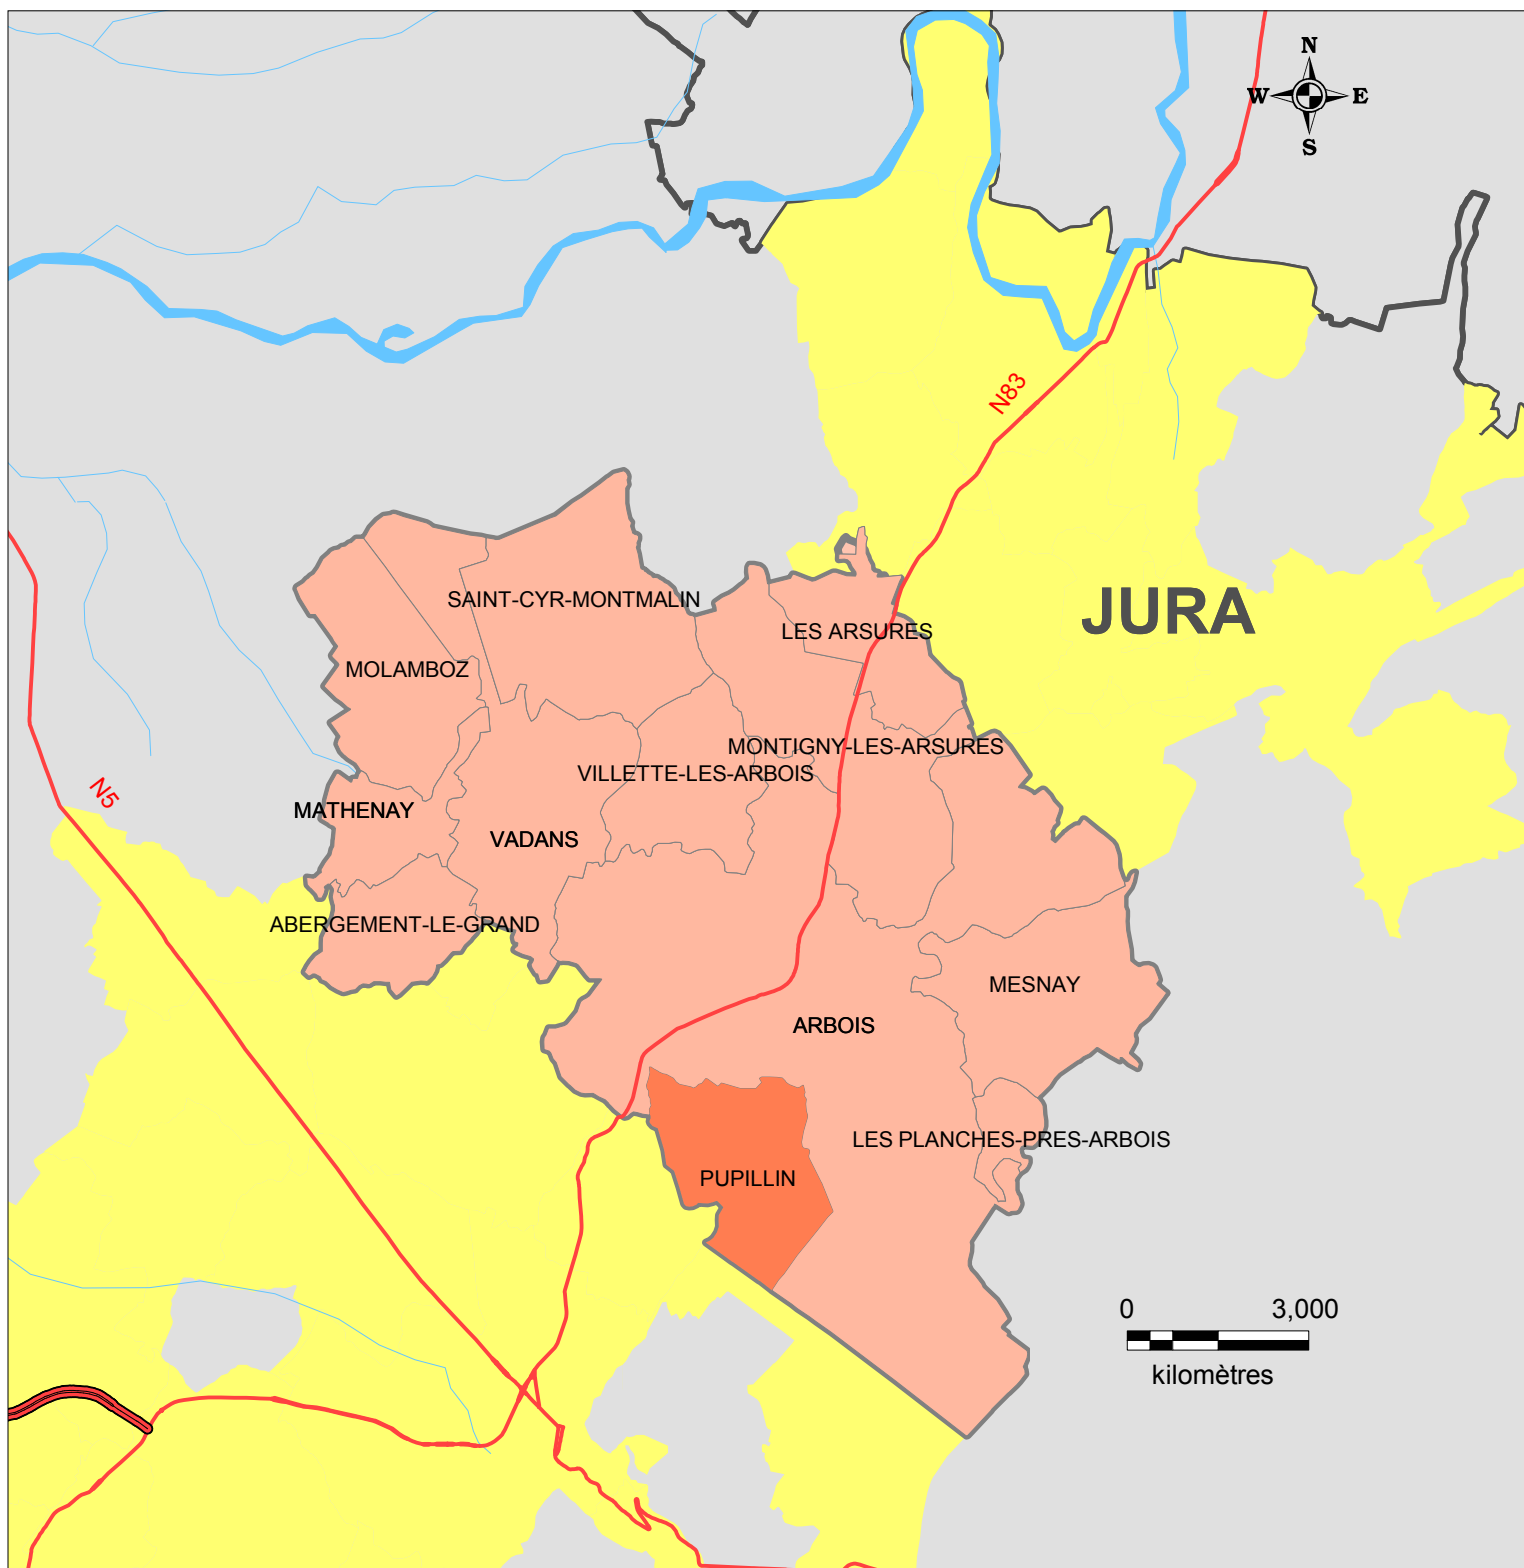 N
W E
S
N83
JURA
SAINT-CYR-MONTMALIN
LES ARSURES
MOLAMBOZ
MONTIGNY-LES-ARSURES
VILLETTE-LES-ARBOIS
N5
MATHENAY
VADANS
ABERGEMENT-LE-GRAND
MESNAY
ARBOIS
LES PLANCHES-PRES-ARBOIS
PUPILLIN
0 3,000
kilomètres